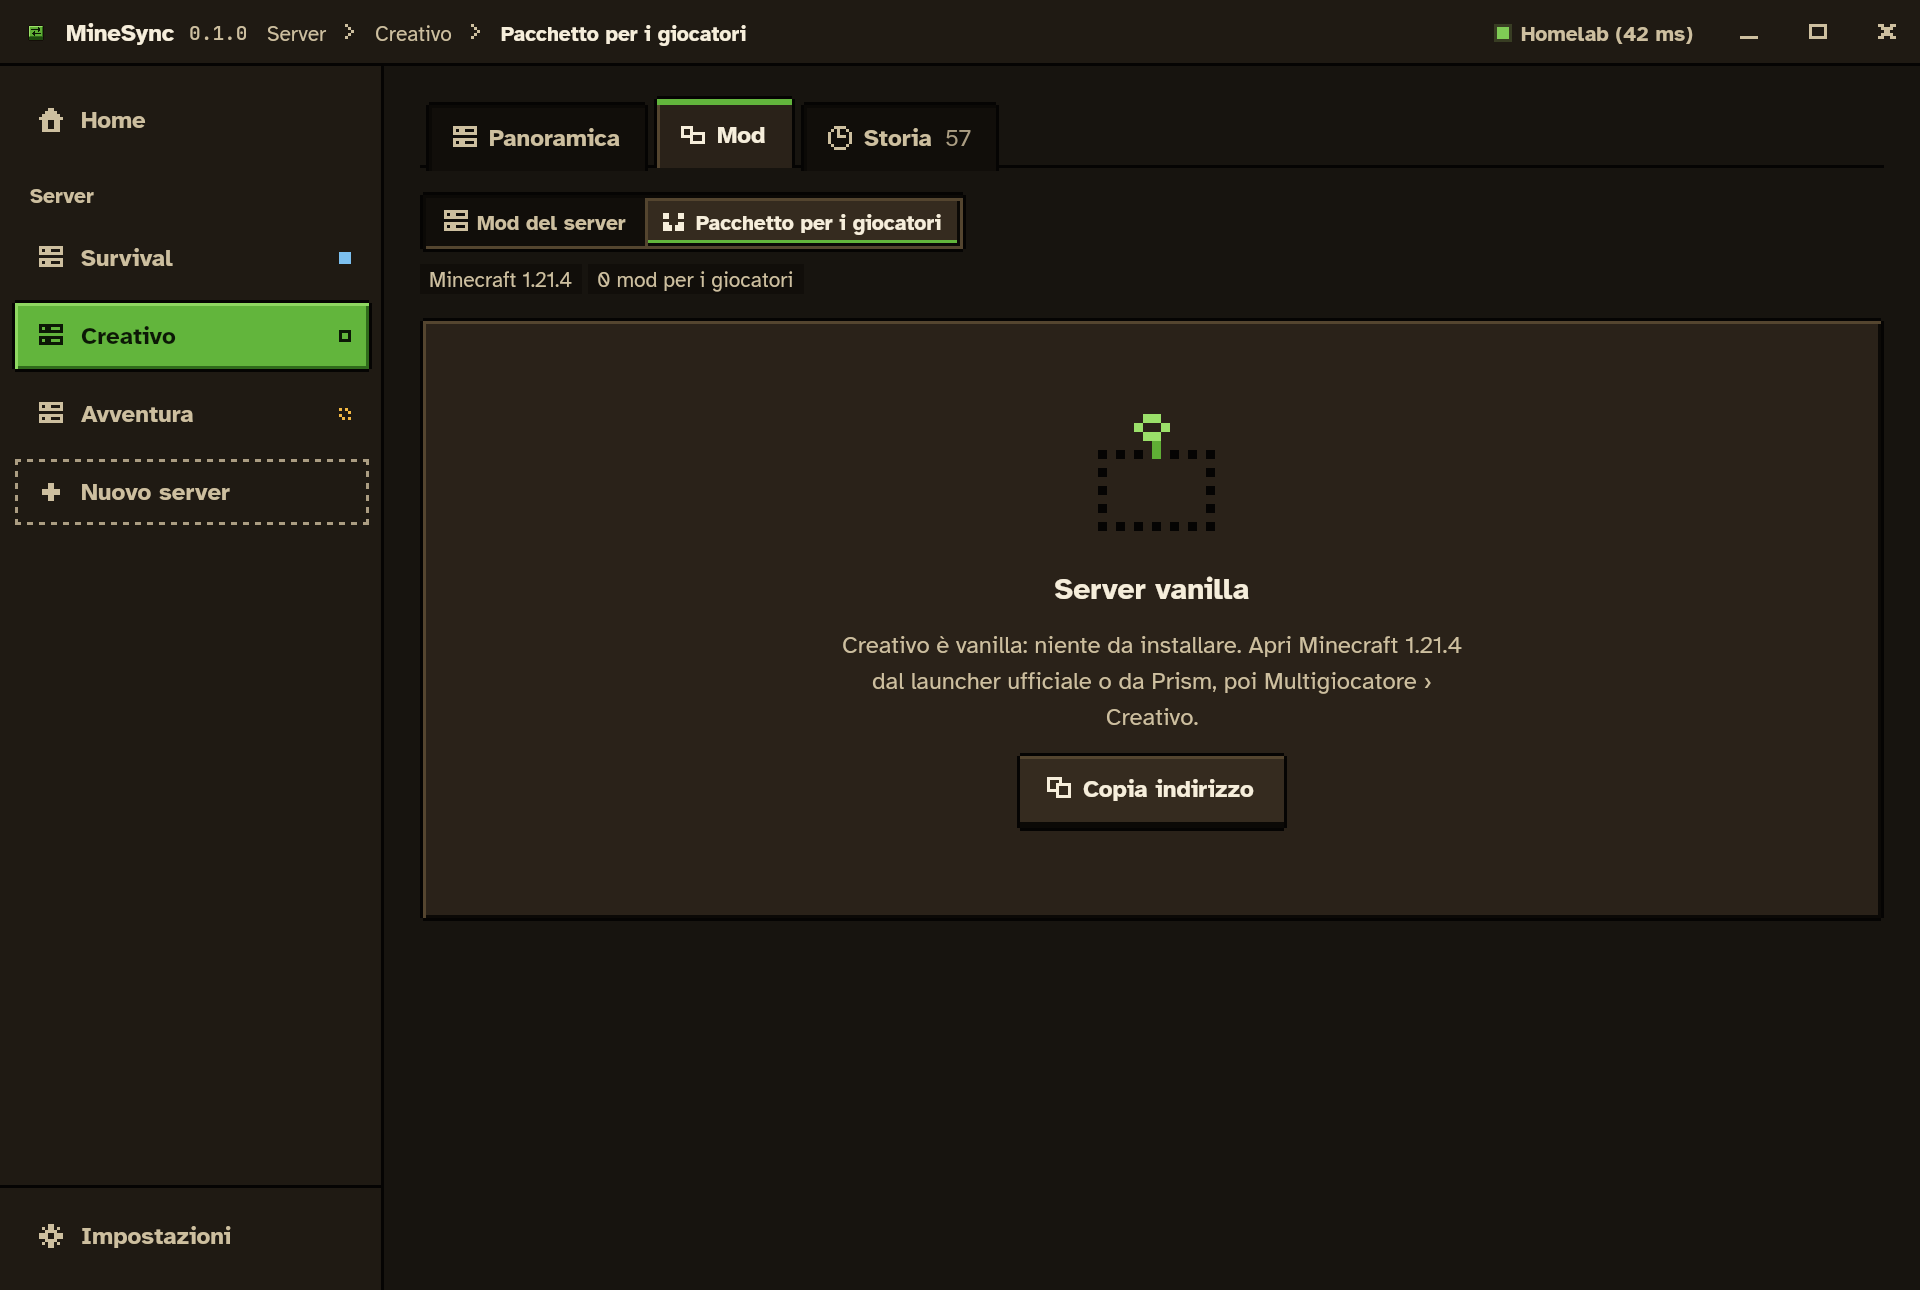 MineSync 0.1.0 Server Creativo Pacchetto per i giocatori Homelab (42 ms)
Home
Server
Survival
Creativo
Avventura
Nuovo server
Impostazioni
Panoramica Mod Storia 57
Mod del server Pacchetto per i giocatori
Minecraft 1.21.4 0 mod per i giocatori
Server vanilla
Creativo è vanilla: niente da installare. Apri Minecraft 1.21.4
dal launcher ufficiale o da Prism, poi Multigiocatore ›
Creativo.
Copia indirizzo